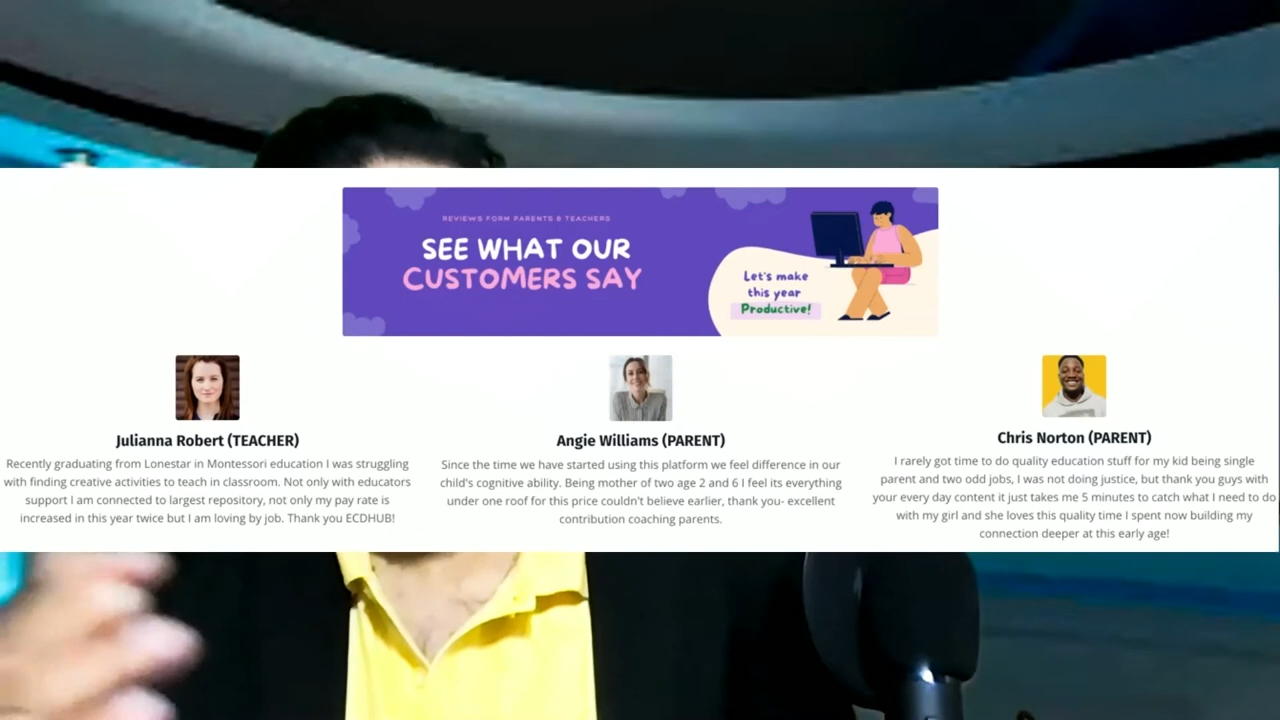 REVIEWS FORM PARENTS & TEACHERS
SEE WHAT OUR
CUSTOMERS SAY
Let's make
this year
Productive!
Julianna Robert (TEACHER)
Recently graduating from Lonestar in Montessori education I was struggling
with finding creative activities to teach in classroom. Not only with educators
support I am connected to largest repository, not only my pay rate is
increased in this year twice but I am loving by job. Thank you ECDHUB!
Angie Williams (PARENT)
Since the time we have started using this platform we feel difference in our
child's cognitive ability. Being mother of two age 2 and 6 I feel its everything
under one roof for this price couldn't believe earlier, thank you- excellent
contribution coaching parents.
Chris Norton (PARENT)
I rarely got time to do quality education stuff for my kid being single
parent and two odd jobs, I was not doing justice, but thank you guys with
your every day content it just takes me 5 minutes to catch what I need to do
with my girl and she loves this quality time I spent now building my
connection deeper at this early age!